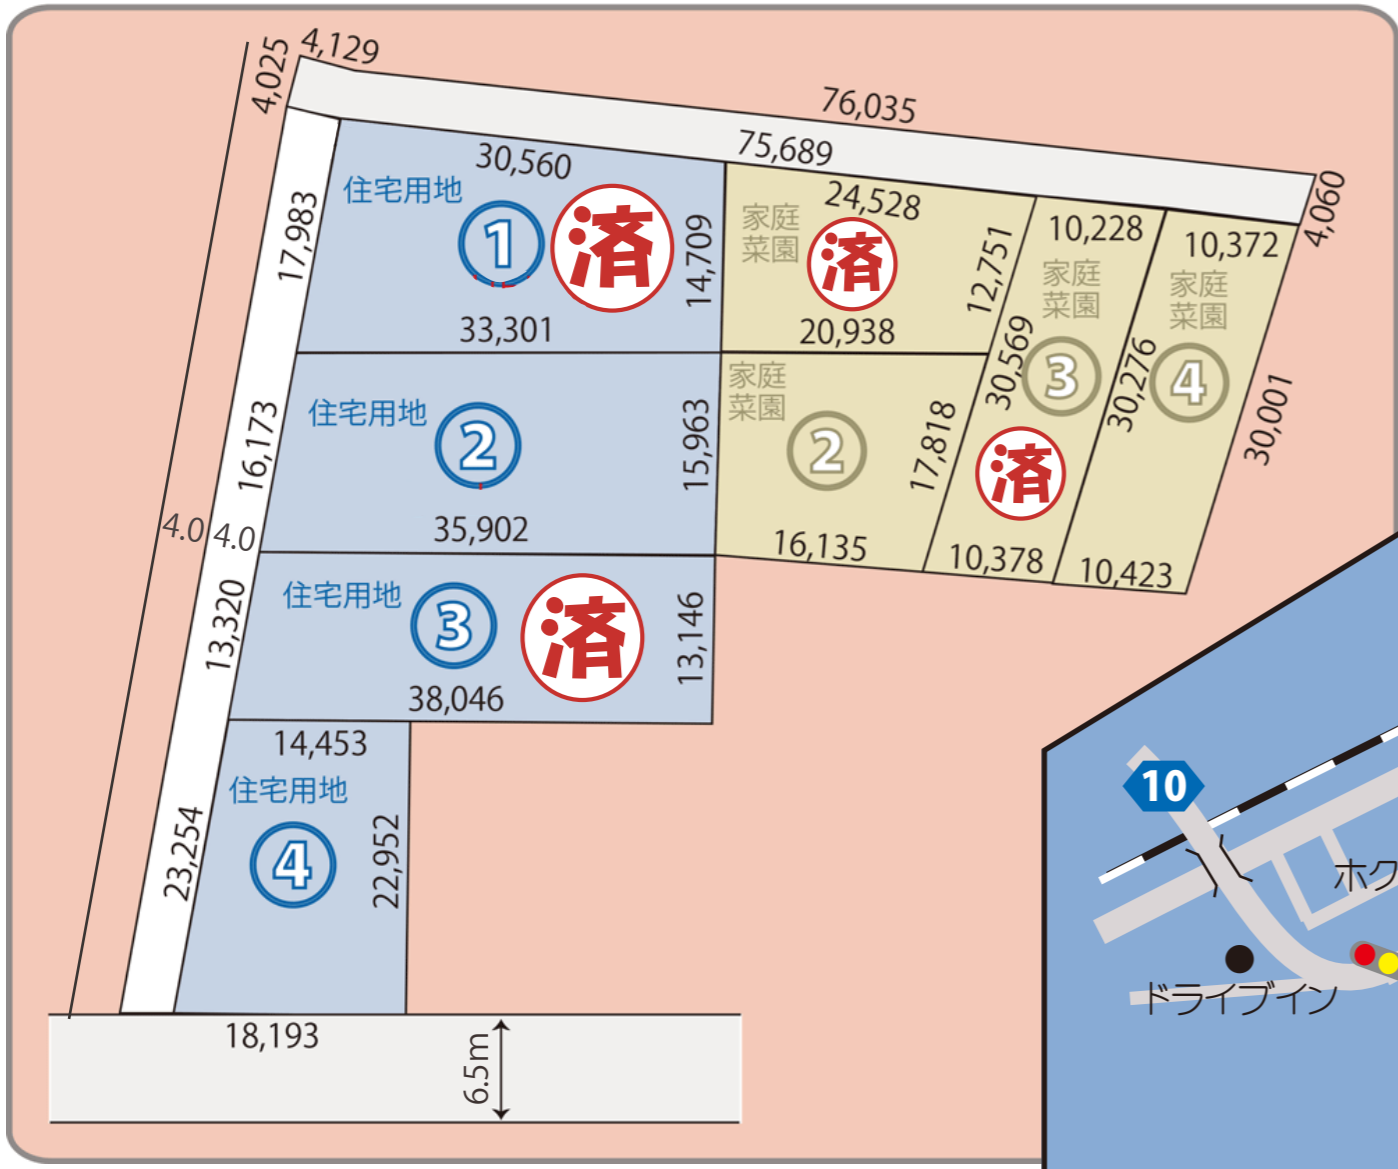 4,025
4,129
76,035
75,689
4,060
30,560
住宅用地
1
済
17,983
14,709
33,301
24,528
家庭
菜園
済
12,751
20,938
10,228
家庭
菜園
3
30,569
済
10,378
10,372
家庭
菜園
4
30,276
30,001
10,423
住宅用地
2
16,173
15,963
35,902
家庭
菜園
2
17,818
16,135
4.0
4.0
住宅用地
3
済
13,320
13,146
38,046
14,453
住宅用地
4
23,254
22,952
18,193
6.5m
10
ホク
ドライブイン